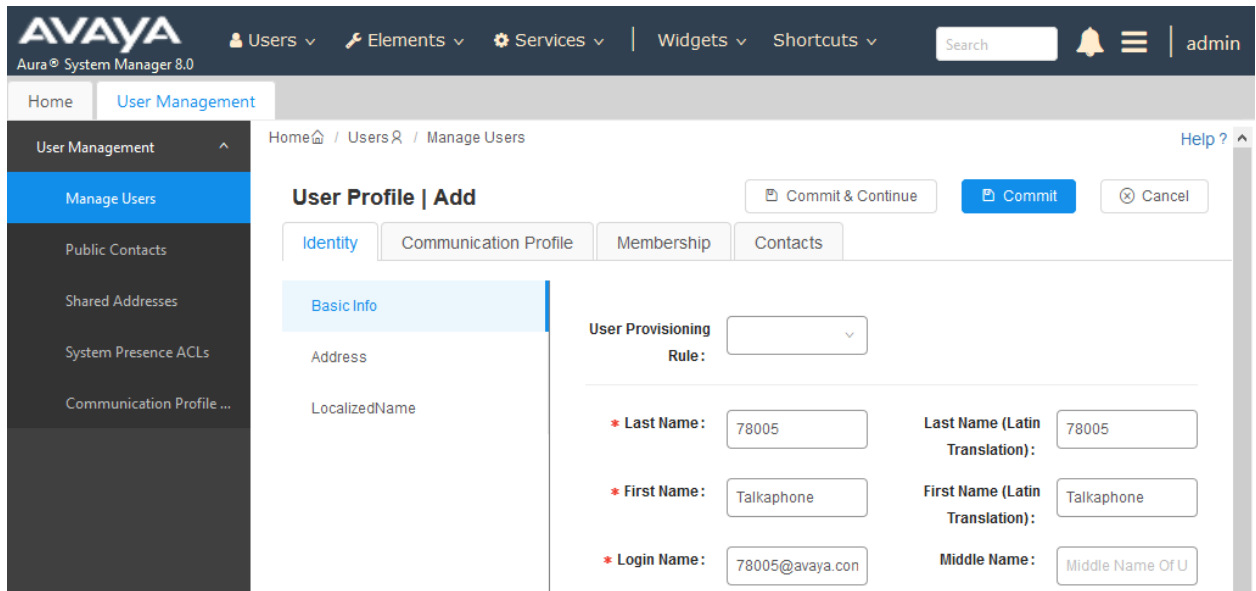 AVAYA
Aura® System Manager 8.0
Users
Elements
Services
Widgets
Shortcuts
Search
admin
Home
User Management
User Management
Manage Users
Public Contacts
Shared Addresses
System Presence ACLs
Communication Profile ...
Home / Users / Manage Users
Help ?
User Profile | Add
Commit & Continue
Commit
Cancel
Identity
Communication Profile
Membership
Contacts
Basic Info
Address
LocalizedName
User Provisioning
Rule :
* Last Name :
78005
Last Name (Latin
Translation) :
78005
* First Name :
Talkaphone
First Name (Latin
Translation) :
Talkaphone
* Login Name :
78005@avaya.con
Middle Name :
Middle Name Of U